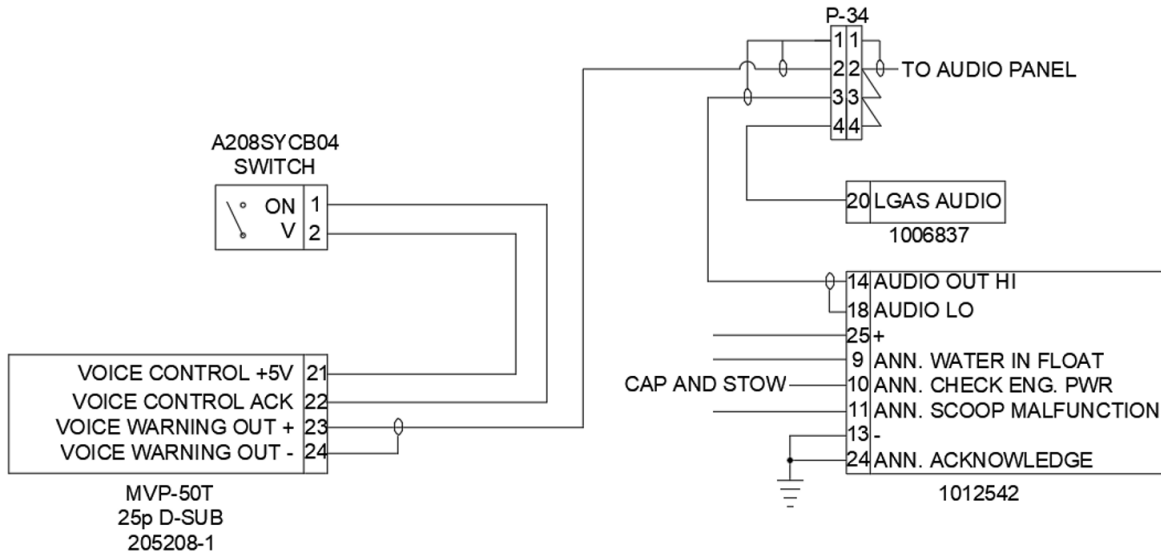 P-34
1 1
2 2 TO AUDIO PANEL
3 3
4 4
A208SYCB04
SWITCH
ON 1
V 2
20 LGAS AUDIO
1006837
14 AUDIO OUT HI
18 AUDIO LO
25 +
9 ANN. WATER IN FLOAT
CAP AND STOW 10 ANN. CHECK ENG. PWR
11 ANN. SCOOP MALFUNCTION
13 -
24 ANN. ACKNOWLEDGE
1012542
VOICE CONTROL +5V 21
VOICE CONTROL ACK 22
VOICE WARNING OUT + 23
VOICE WARNING OUT - 24
MVP-50T
25p D-SUB
205208-1